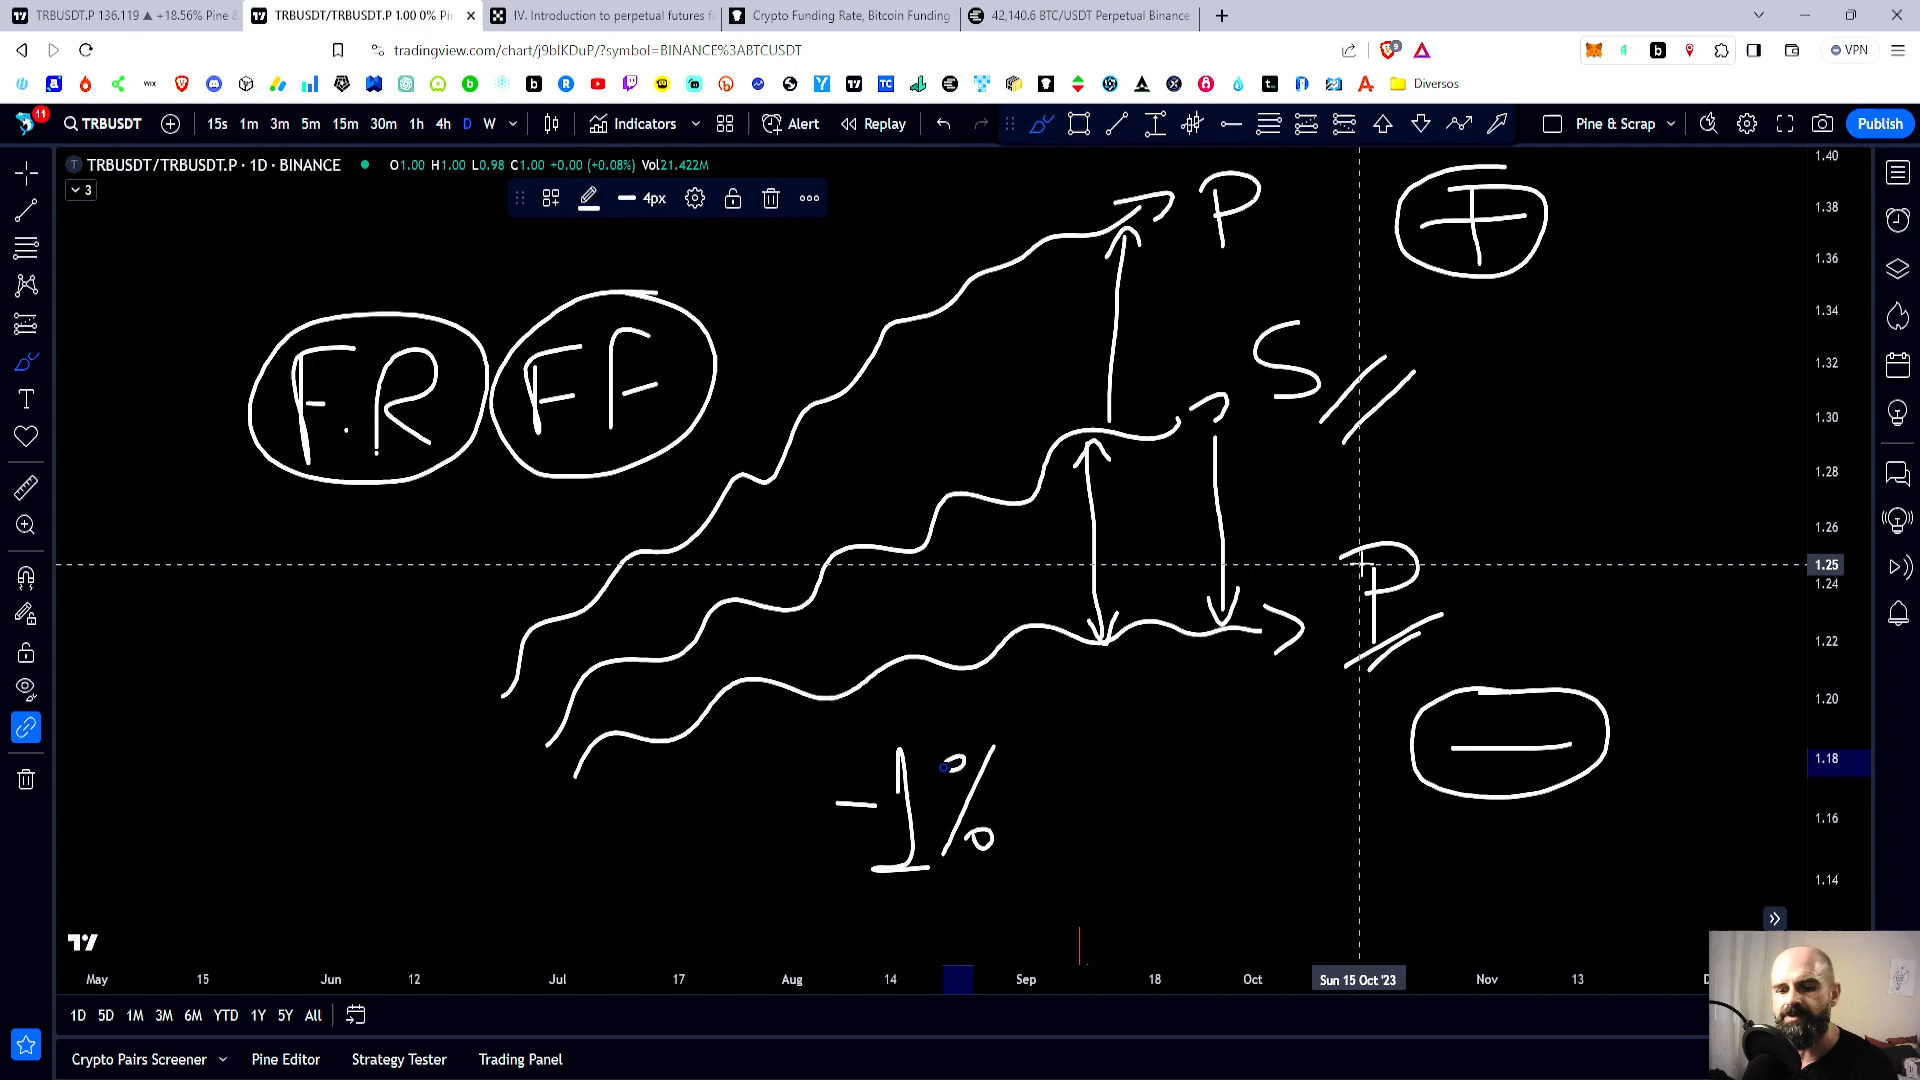 TRBUSDT.P 136.119 ▲ +18.56% Pine &
TRBUSDT/TRBUSDT.P 1.00 0% Pi
IV. Introduction to perpetual futures f
Crypto Funding Rate, Bitcoin Funding
42,140.6 BTC/USDT Perpetual Binance
tradingview.com/chart/j9bIKDuP/?symbol=BINANCE%3ABTCUSDT
9
VPN
Diversos
11
TRBUSDT
15s 1m 3m 5m 15m 30m 1h 4h D W
Indicators
Alert
Replay
Pine & Scrap
Publish
TRBUSDT/TRBUSDT.P · 1D · BINANCE
O1.00 H1.00 L0.98 C1.00 +0.00 (+0.08%) Vol21.422M
3
4px
P
+
F.R
FF
S
P
-1%
1.40
1.38
1.36
1.34
1.32
1.30
1.28
1.26
1.25
1.24
1.22
1.20
1.18
1.16
1.14
May 15 Jun 12 Jul 17 Aug 14 Sep 18 Oct Sun 15 Oct '23 Nov 13 D
1D 5D 1M 3M 6M YTD 1Y 5Y All
Crypto Pairs Screener Pine Editor Strategy Tester Trading Panel